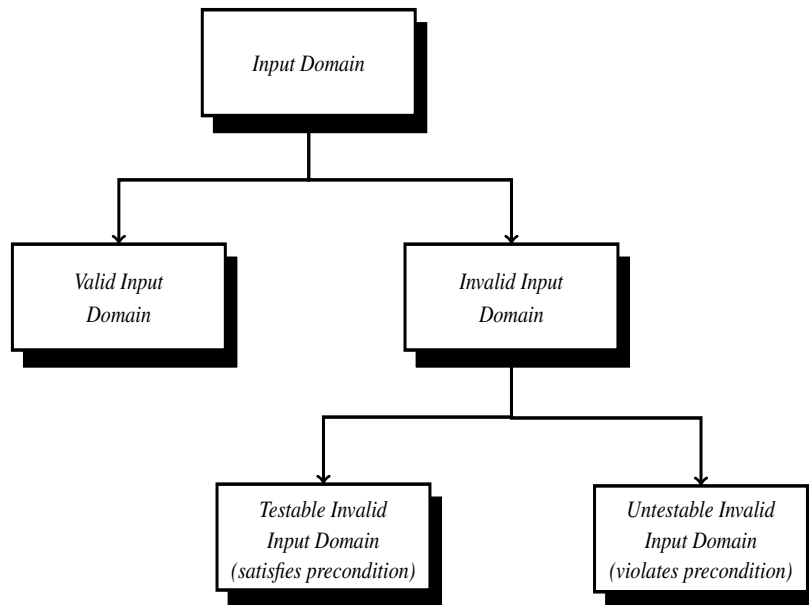 Input Domain
Valid Input
Domain
Invalid Input
Domain
Testable Invalid
Input Domain
(satisfies precondition)
Untestable Invalid
Input Domain
(violates precondition)